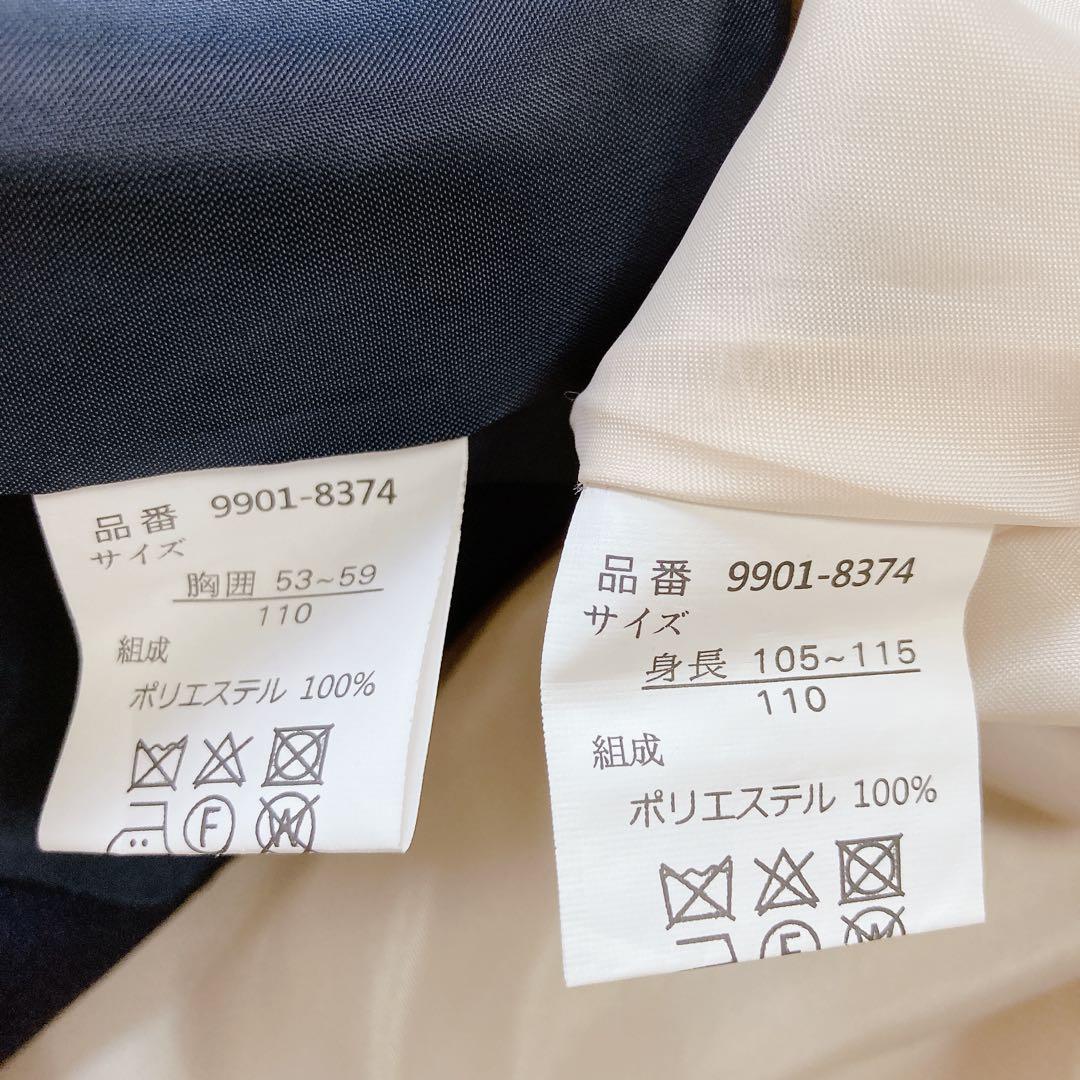 品番 9901-8374
サイズ
胸囲 53~59
110
組成
ポリエステル 100%
F
W
品番 9901-8374
サイズ
身長 105~115
110
組成
ポリエステル 100%
F
W